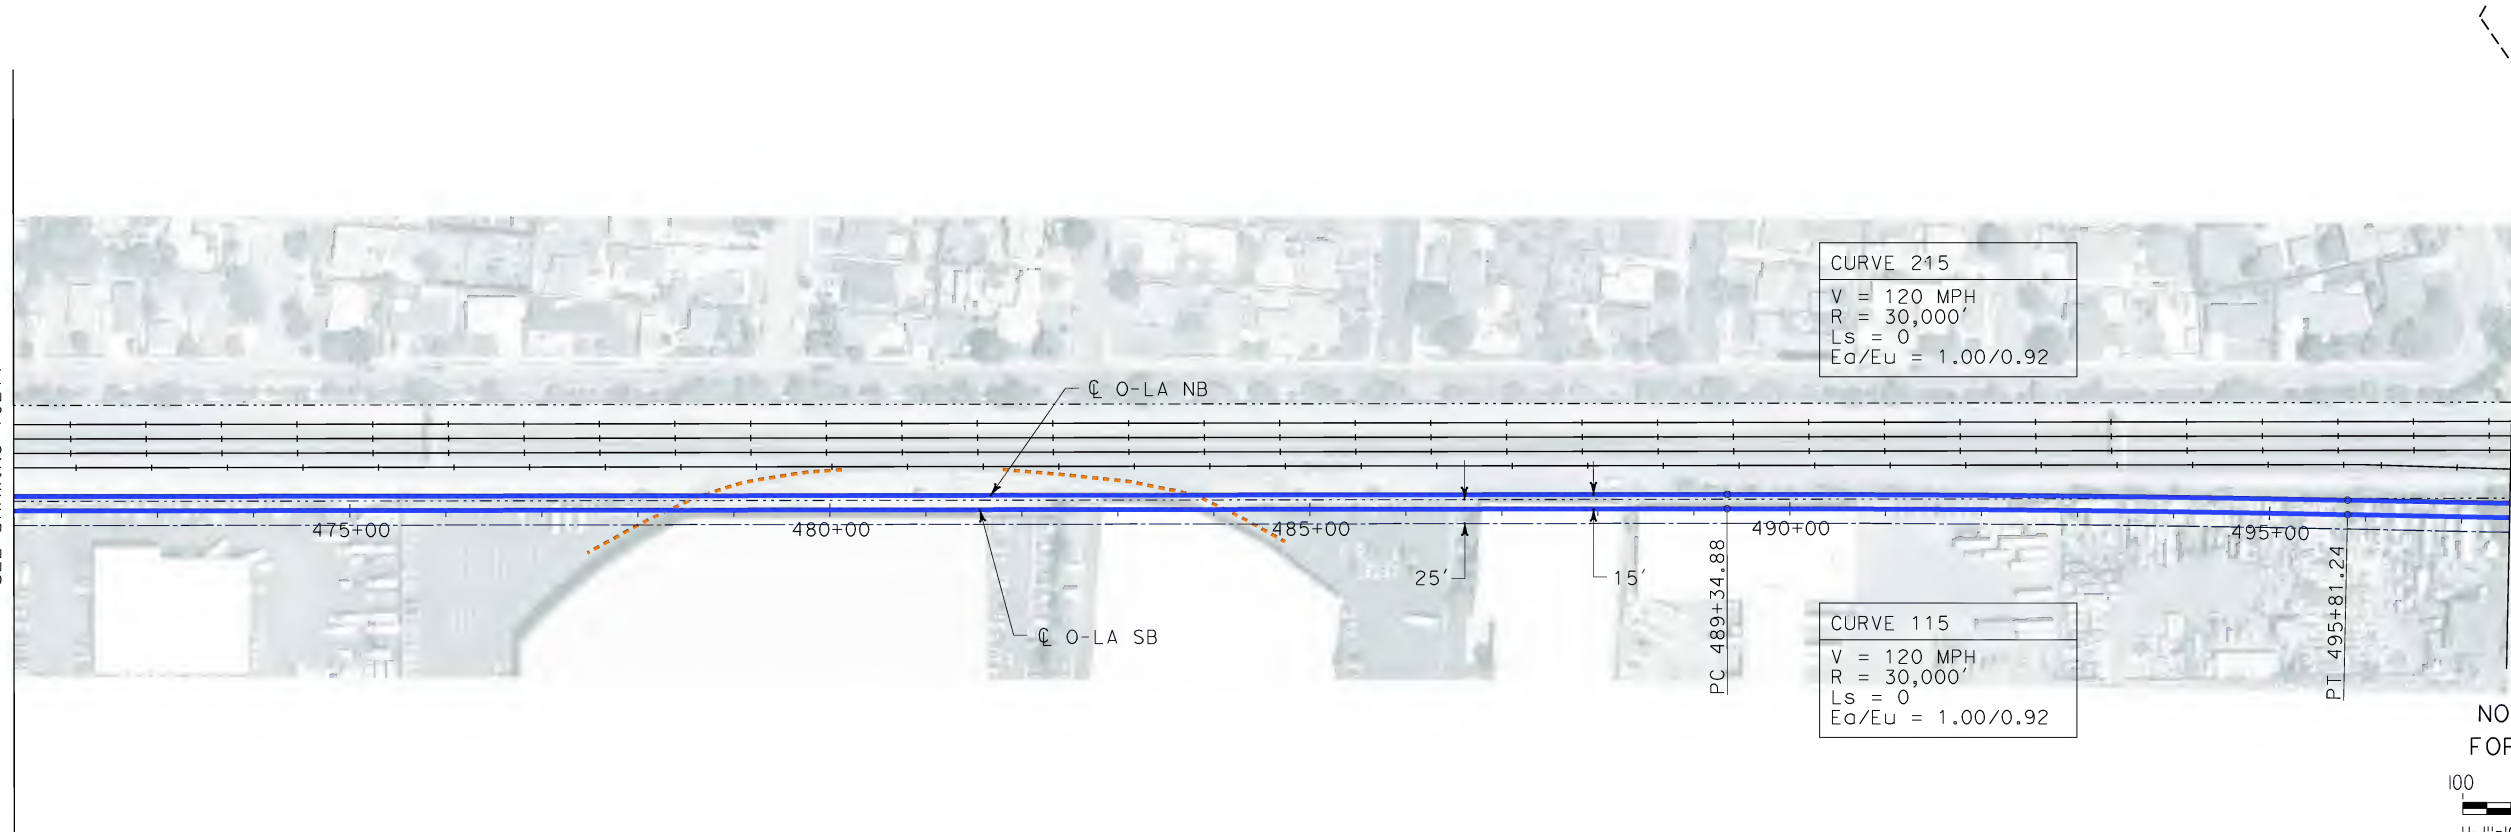 CURVE 215
V = 120 MPH
R = 30,000'
Ls = 0
Ea/Eu = 1.00/0.92
℄ O-LA NB
475+00
480+00
485+00
490+00
495+00
25'
15'
PC 489+34.88
PT 495+81.24
℄ O-LA SB
CURVE 115
V = 120 MPH
R = 30,000'
Ls = 0
Ea/Eu = 1.00/0.92
NO
FOR
100